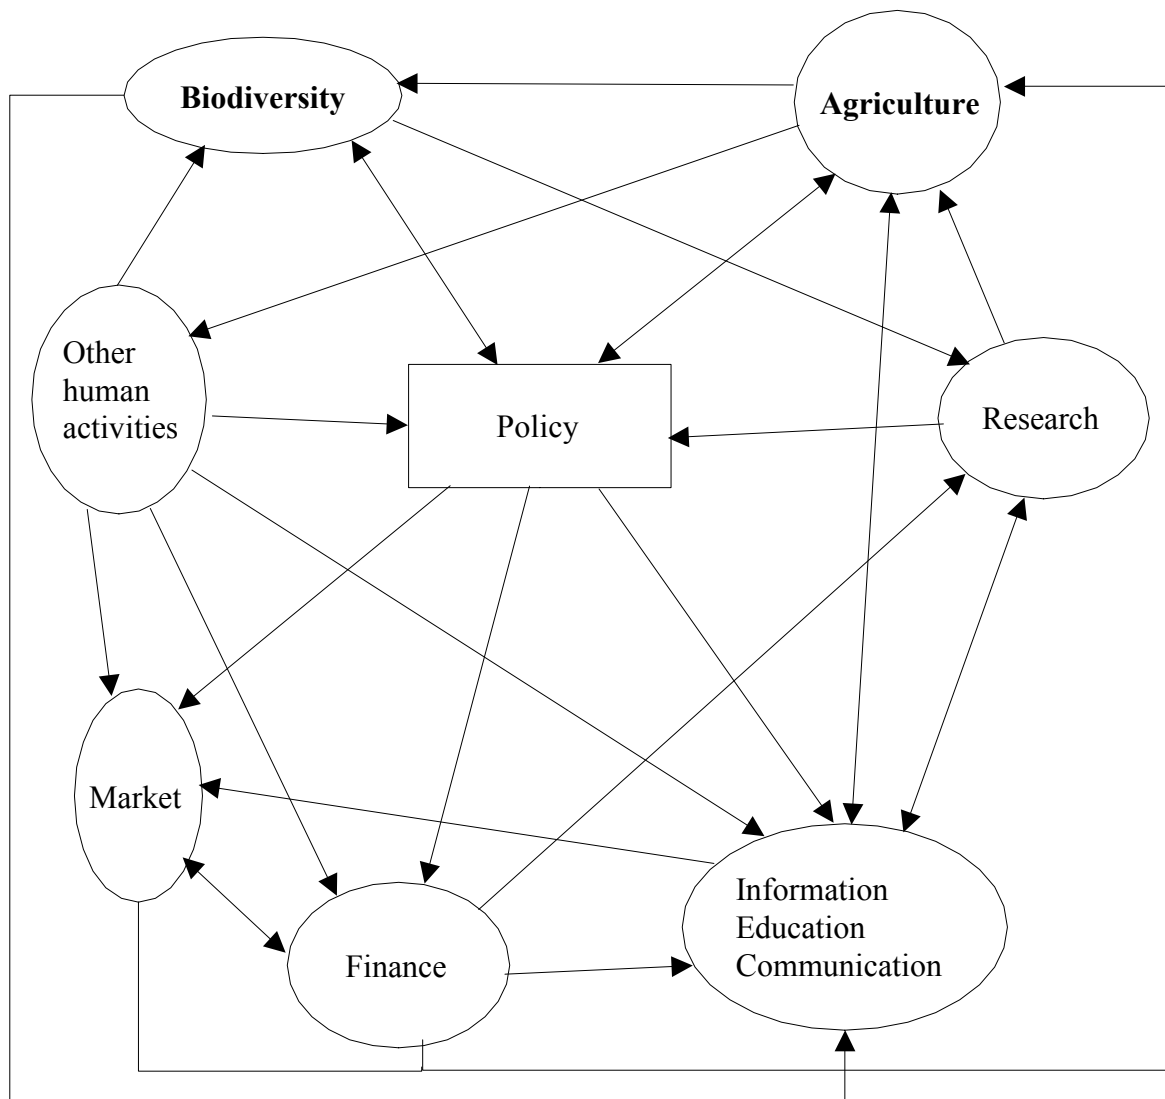 Biodiversity
Agriculture
Other
human
activities
Policy
Research
Market
Finance
Information
Education
Communication